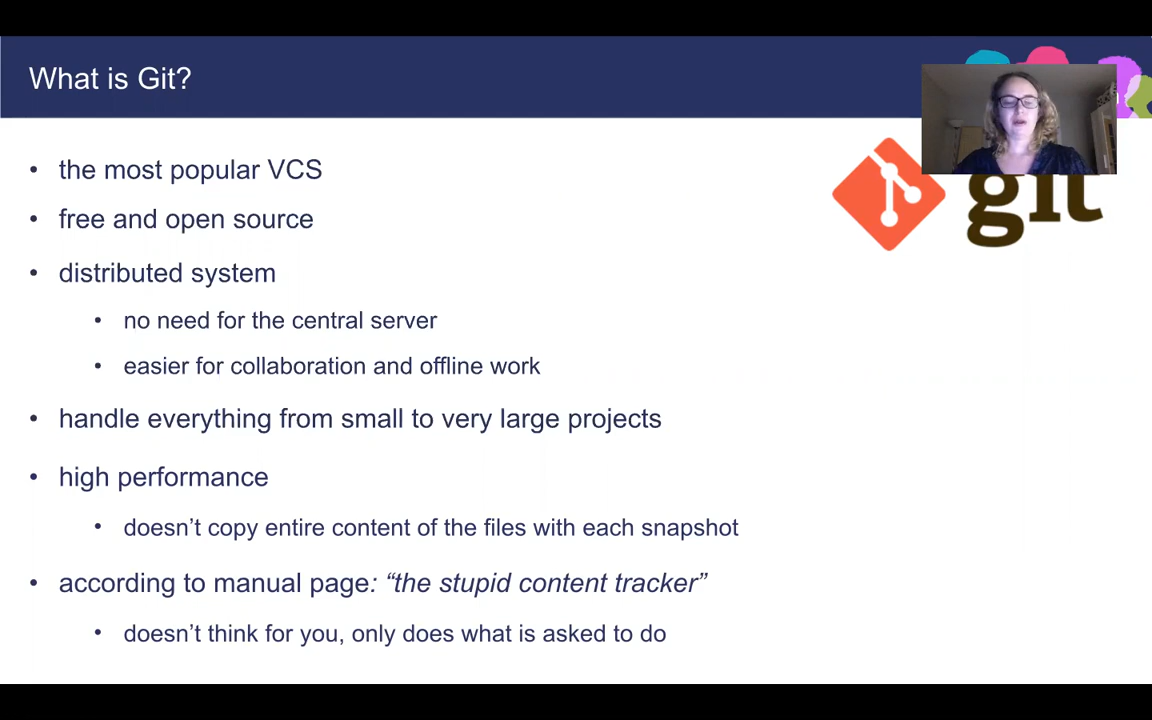 What is Git?
the most popular VCS
free and open source
git
distributed system
no need for the central server
easier for collaboration and offline work
handle everything from small to very large projects
high performance
doesn’t copy entire content of the files with each snapshot
according to manual page: “the stupid content tracker”
doesn’t think for you, only does what is asked to do